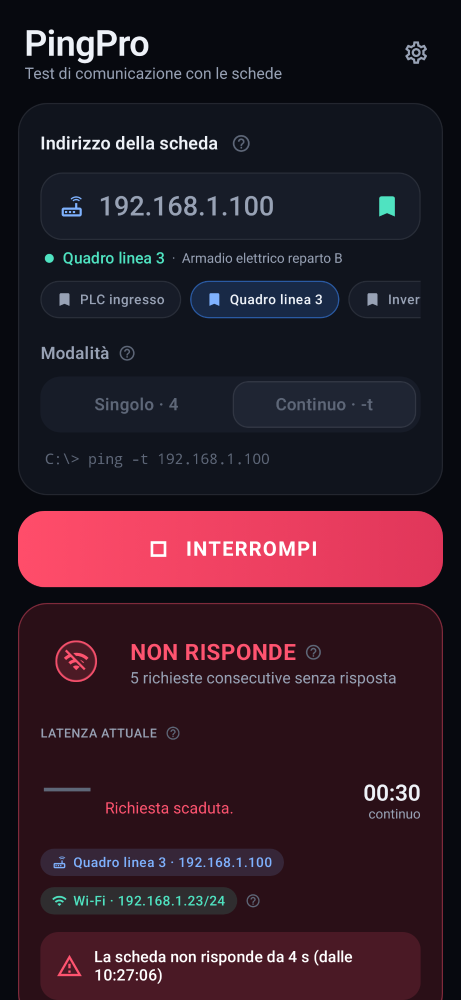 PingPro
Test di comunicazione con le schede
Indirizzo della scheda
192.168.1.100
Quadro linea 3 · Armadio elettrico reparto B
PLC ingresso
Quadro linea 3
Inver
Modalità
Singolo · 4
Continuo · -t
C:\> ping -t 192.168.1.100
INTERROMPI
NON RISPONDE
5 richieste consecutive senza risposta
LATENZA ATTUALE
—
Richiesta scaduta.
00:30
continuo
Quadro linea 3 · 192.168.1.100
Wi-Fi · 192.168.1.23/24
La scheda non risponde da 4 s (dalle
10:27:06)